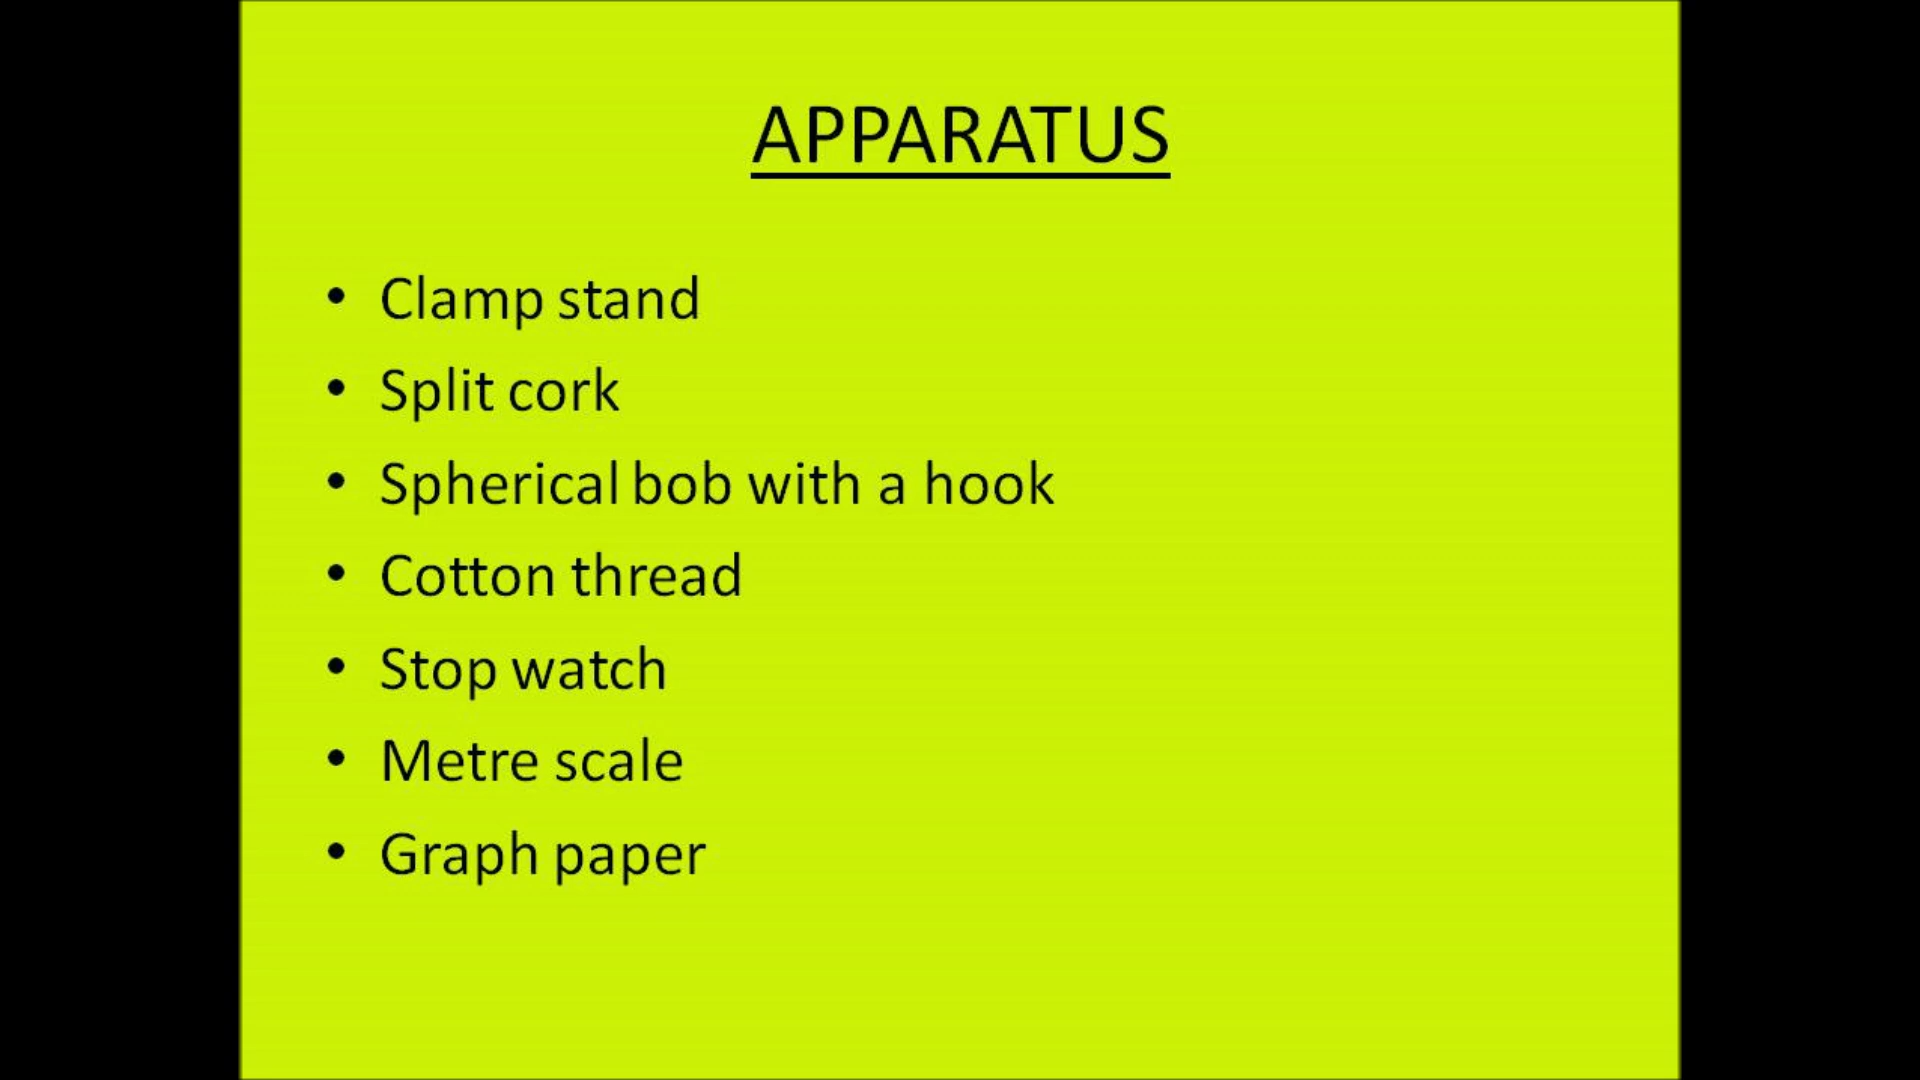 APPARATUS
• Clamp stand
• Split cork
• Spherical bob with a hook
• Cotton thread
• Stop watch
• Metre scale
• Graph paper